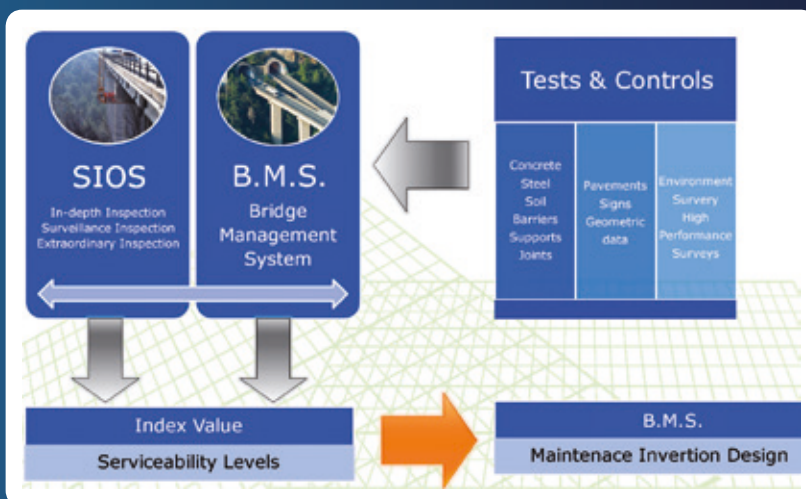 SIOS
In-depth Inspection
Surveillance Inspection
Extraordinary Inspection
B.M.S.
Bridge
Management
System
Tests & Controls
Concrete
Steel
Soil
Barriers
Supports
Joints
Pavements
Signs
Geometric
data
Environment
Survery
High
Performance
Surveys
Index Value
Serviceability Levels
B.M.S.
Maintenace Invertion Design